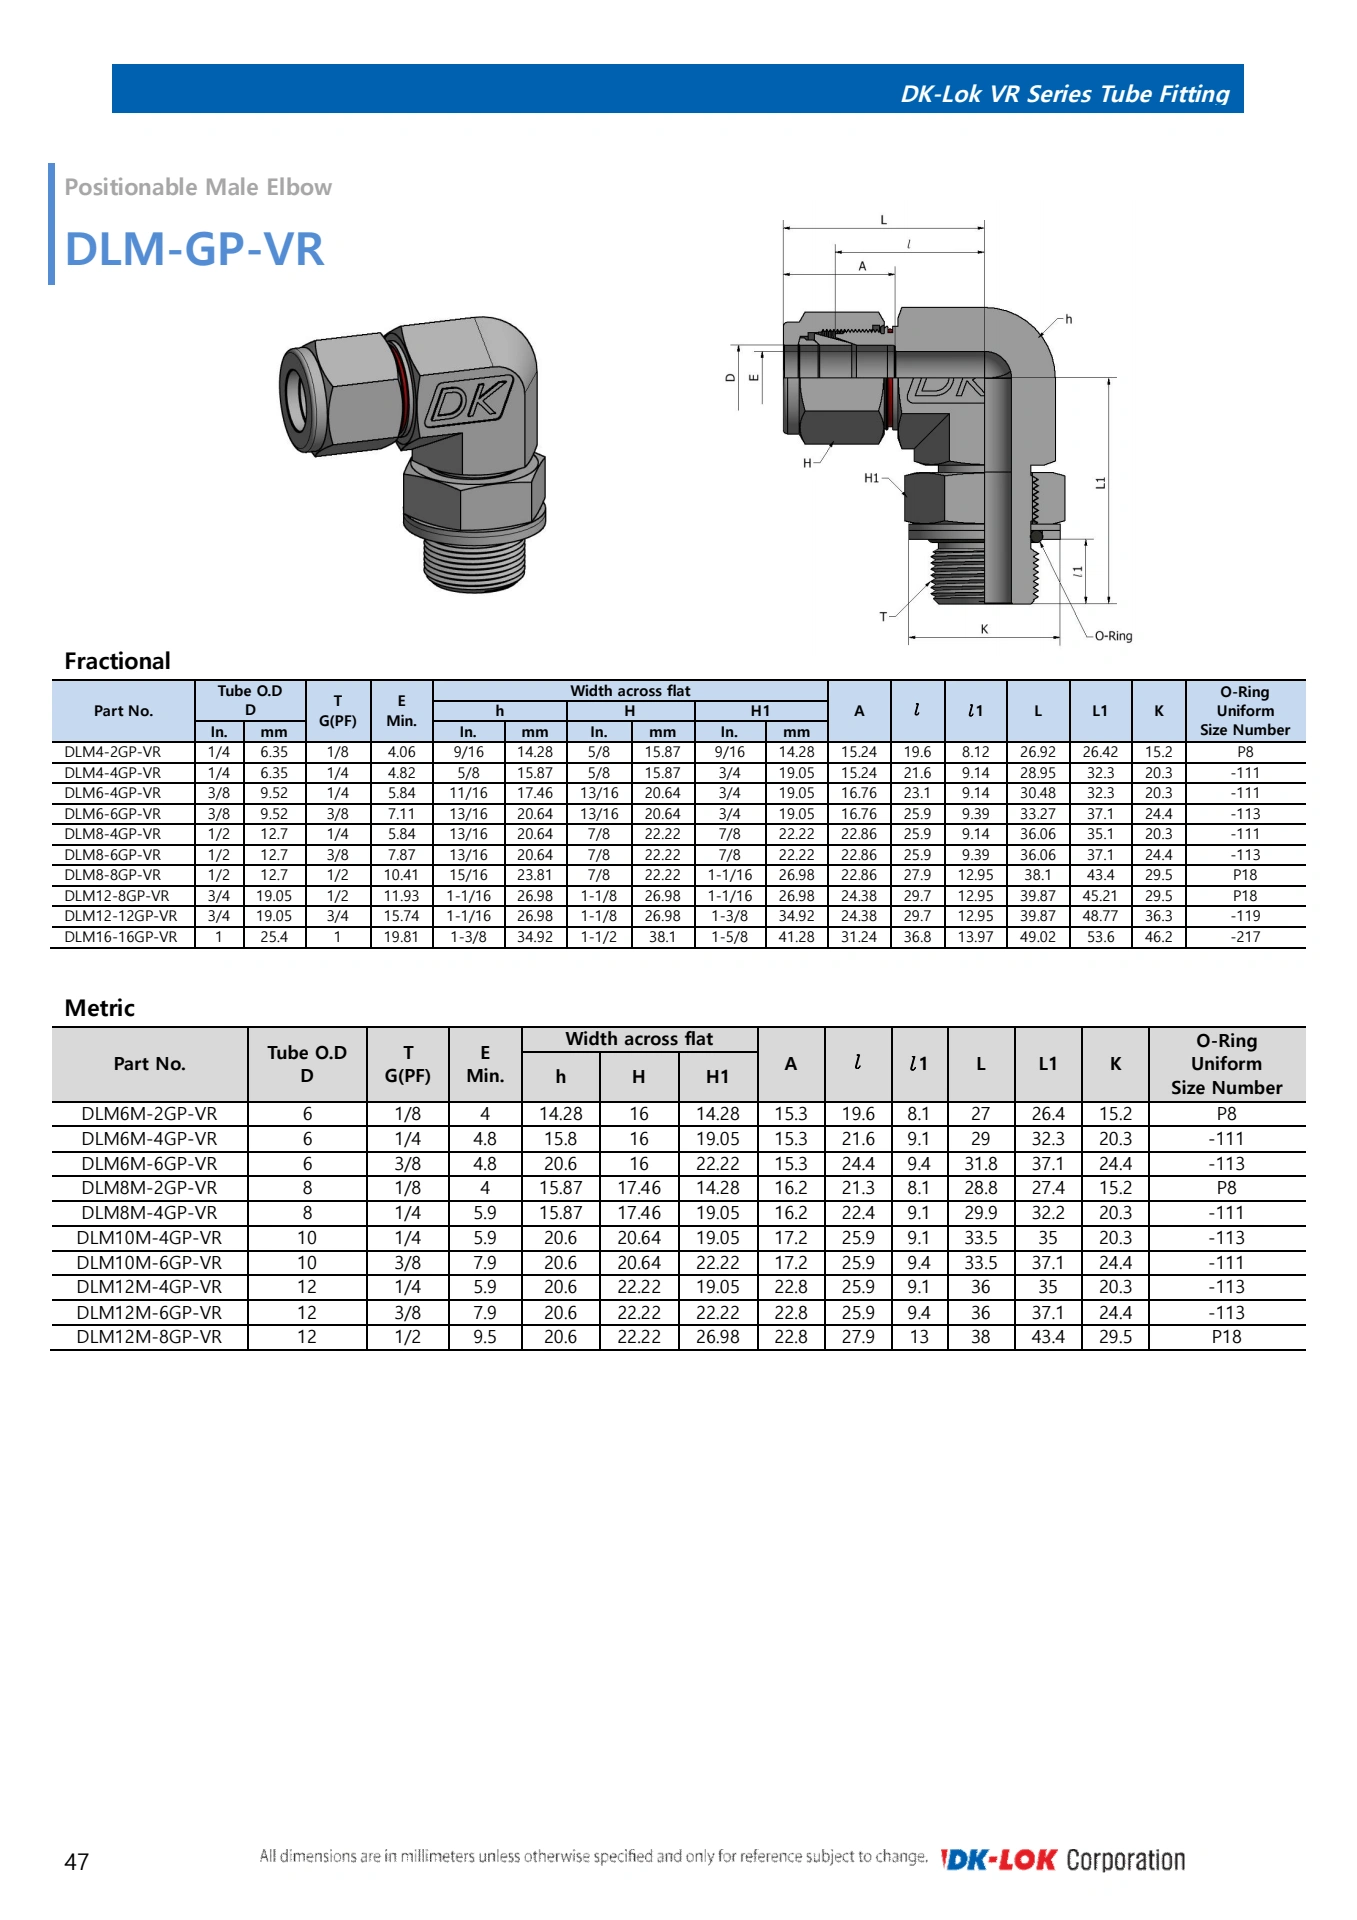 DK-Lok VR Series Tube Fitting
Positionable Male Elbow
DLM-GP-VR
DK
L
l
A
h
D
E
DK
H
H1
L1
l1
T
K
O-Ring
Fractional
Part No. Tube O.D D T G(PF) E Min. Width across flat A l l1 L L1 K O-Ring Uniform Size Number
h H H1
In. mm In. mm In. mm In. mm
DLM4-2GP-VR 1/4 6.35 1/8 4.06 9/16 14.28 5/8 15.87 9/16 14.28 15.24 19.6 8.12 26.92 26.42 15.2 P8
DLM4-4GP-VR 1/4 6.35 1/4 4.82 5/8 15.87 5/8 15.87 3/4 19.05 15.24 21.6 9.14 28.95 32.3 20.3 -111
DLM6-4GP-VR 3/8 9.52 1/4 5.84 11/16 17.46 13/16 20.64 3/4 19.05 16.76 23.1 9.14 30.48 32.3 20.3 -111
DLM6-6GP-VR 3/8 9.52 3/8 7.11 13/16 20.64 13/16 20.64 3/4 19.05 16.76 25.9 9.39 33.27 37.1 24.4 -113
DLM8-4GP-VR 1/2 12.7 1/4 5.84 13/16 20.64 7/8 22.22 7/8 22.22 22.86 25.9 9.14 36.06 35.1 20.3 -111
DLM8-6GP-VR 1/2 12.7 3/8 7.87 13/16 20.64 7/8 22.22 7/8 22.22 22.86 25.9 9.39 36.06 37.1 24.4 -113
DLM8-8GP-VR 1/2 12.7 1/2 10.41 15/16 23.81 7/8 22.22 1-1/16 26.98 22.86 27.9 12.95 38.1 43.4 29.5 P18
DLM12-8GP-VR 3/4 19.05 1/2 11.93 1-1/16 26.98 1-1/8 26.98 1-1/16 26.98 24.38 29.7 12.95 39.87 45.21 29.5 P18
DLM12-12GP-VR 3/4 19.05 3/4 15.74 1-1/16 26.98 1-1/8 26.98 1-3/8 34.92 24.38 29.7 12.95 39.87 48.77 36.3 -119
DLM16-16GP-VR 1 25.4 1 19.81 1-3/8 34.92 1-1/2 38.1 1-5/8 41.28 31.24 36.8 13.97 49.02 53.6 46.2 -217
Metric
Part No. Tube O.D D T G(PF) E Min. Width across flat A l l1 L L1 K O-Ring Uniform Size Number
h H H1
DLM6M-2GP-VR 6 1/8 4 14.28 16 14.28 15.3 19.6 8.1 27 26.4 15.2 P8
DLM6M-4GP-VR 6 1/4 4.8 15.8 16 19.05 15.3 21.6 9.1 29 32.3 20.3 -111
DLM6M-6GP-VR 6 3/8 4.8 20.6 16 22.22 15.3 24.4 9.4 31.8 37.1 24.4 -113
DLM8M-2GP-VR 8 1/8 4 15.87 17.46 14.28 16.2 21.3 8.1 28.8 27.4 15.2 P8
DLM8M-4GP-VR 8 1/4 5.9 15.87 17.46 19.05 16.2 22.4 9.1 29.9 32.2 20.3 -111
DLM10M-4GP-VR 10 1/4 5.9 20.6 20.64 19.05 17.2 25.9 9.1 33.5 35 20.3 -113
DLM10M-6GP-VR 10 3/8 7.9 20.6 20.64 22.22 17.2 25.9 9.4 33.5 37.1 24.4 -111
DLM12M-4GP-VR 12 1/4 5.9 20.6 22.22 19.05 22.8 25.9 9.1 36 35 20.3 -113
DLM12M-6GP-VR 12 3/8 7.9 20.6 22.22 22.22 22.8 25.9 9.4 36 37.1 24.4 -113
DLM12M-8GP-VR 12 1/2 9.5 20.6 22.22 26.98 22.8 27.9 13 38 43.4 29.5 P18
47 All dimensions are in millimeters unless otherwise specified and only for reference subject to change. DK-LOK Corporation